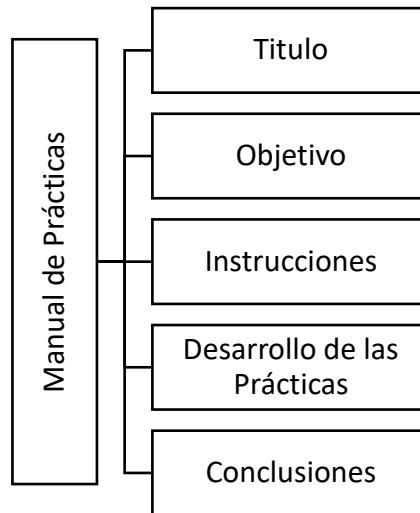 Manual de Prácticas
Titulo
Objetivo
Instrucciones
Desarrollo de las
Prácticas
Conclusiones